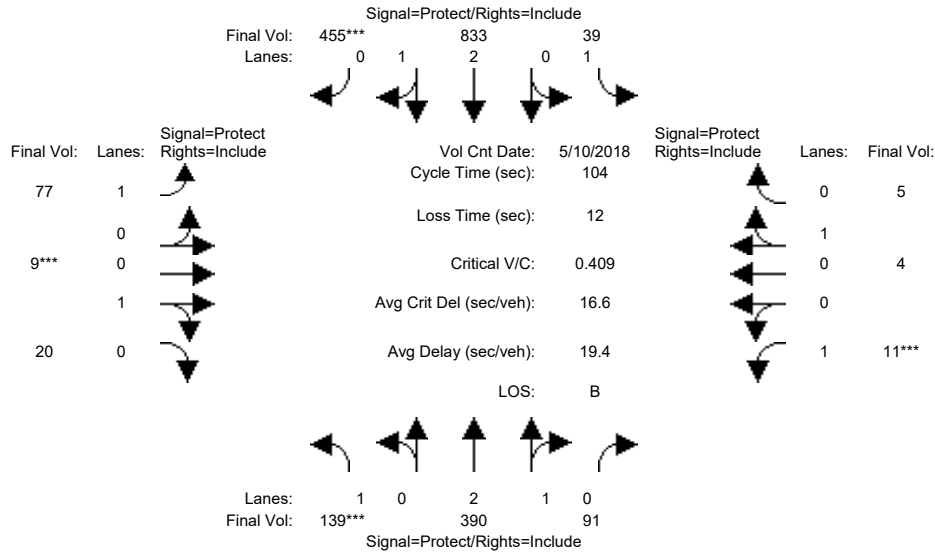 Signal=Protect/Rights=Include
Final Vol: 455*** 833 39
Lanes: 0 1 2 0 1
Signal=Protect
Final Vol: Lanes: Rights=Include
Vol Cnt Date: 5/10/2018
Signal=Protect
Rights=Include Lanes: Final Vol:
Cycle Time (sec): 104
77 1
0 5
Loss Time (sec): 12
0
1
9*** 0
Critical V/C: 0.409
0 4
1
Avg Crit Del (sec/veh): 16.6
0
20 0
Avg Delay (sec/veh): 19.4
1 11***
LOS: B
Lanes: 1 0 2 1 0
Final Vol: 139*** 390 91
Signal=Protect/Rights=Include